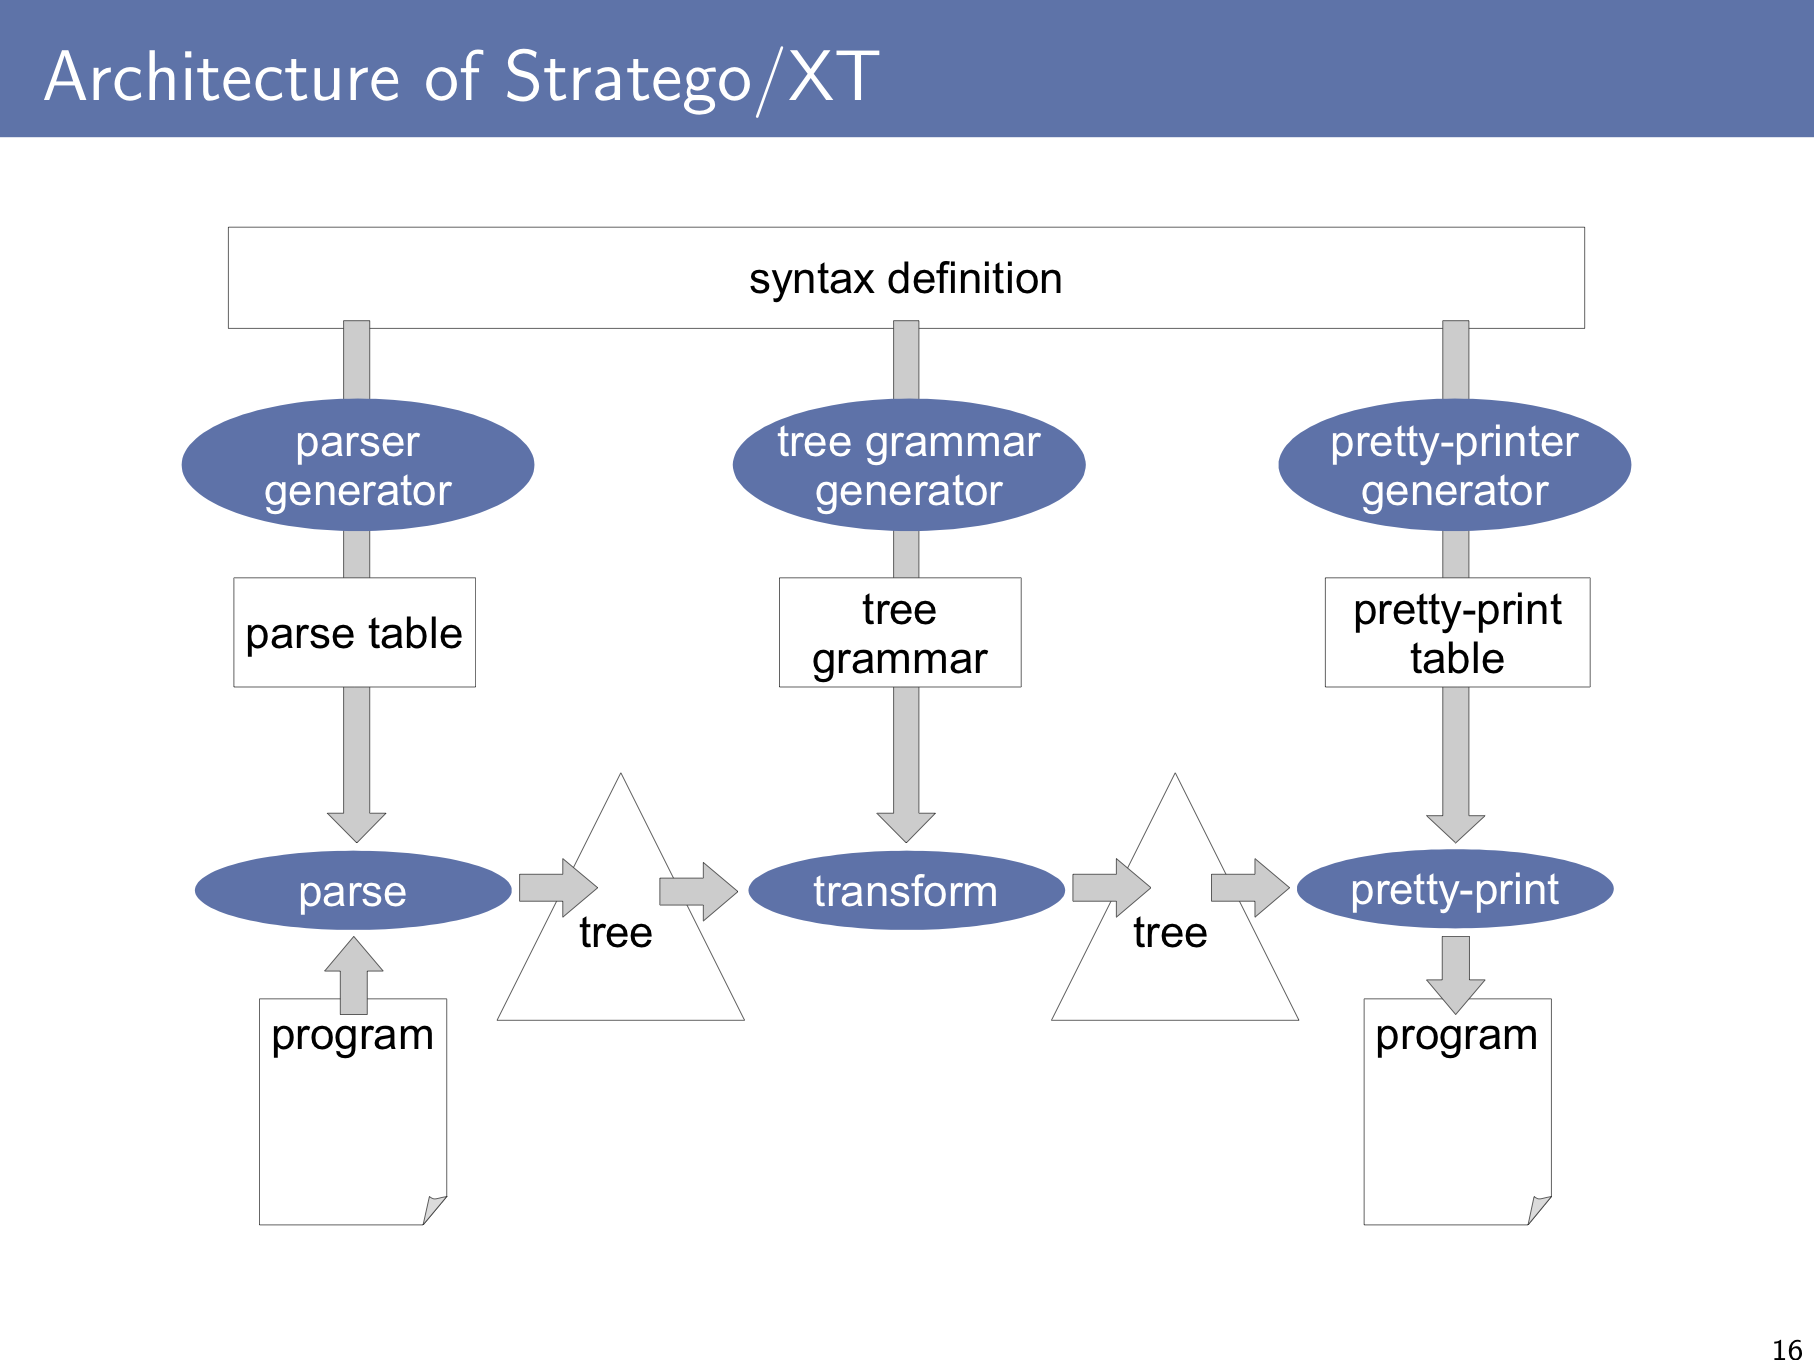 Architecture of Stratego/XT
syntax definition
parser
generator
tree grammar
generator
pretty-printer
generator
parse table
tree
grammar
pretty-print
table
parse
tree
transform
tree
pretty-print
program
program
16